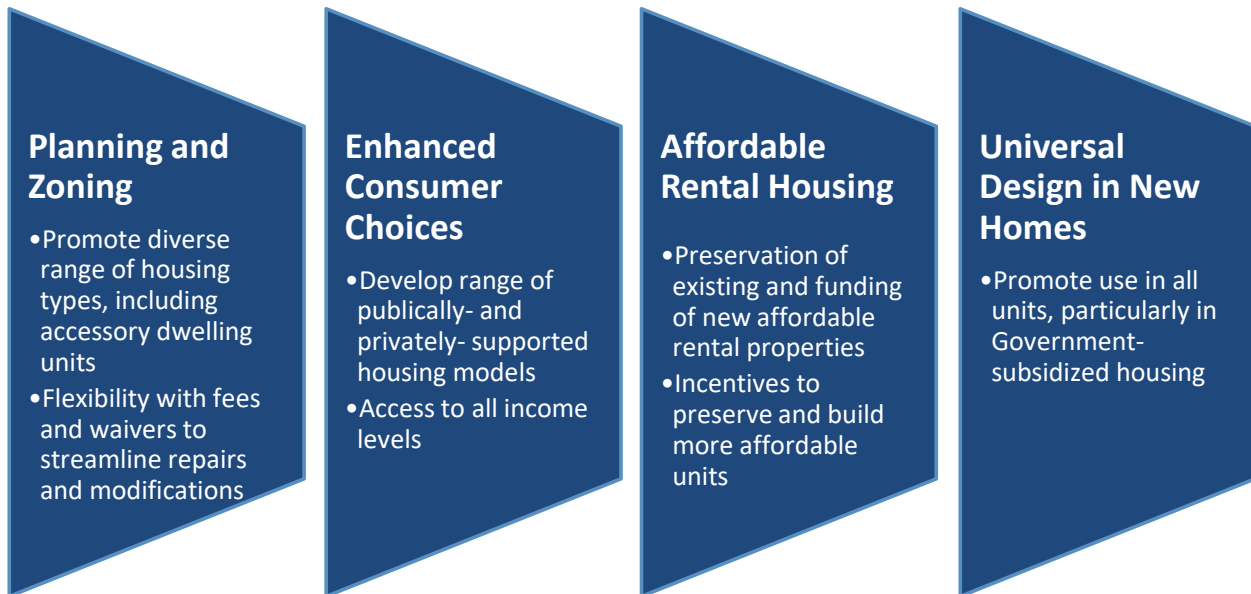 Planning and
Zoning
•Promote diverse
range of housing
types, including
accessory dwelling
units
•Flexibility with fees
and waivers to
streamline repairs
and modifications
Enhanced
Consumer
Choices
•Develop range of
publically- and
privately- supported
housing models
•Access to all income
levels
Affordable
Rental Housing
•Preservation of
existing and funding
of new affordable
rental properties
•Incentives to
preserve and build
more affordable
units
Universal
Design in New
Homes
•Promote use in all
units, particularly in
Government-
subsidized housing